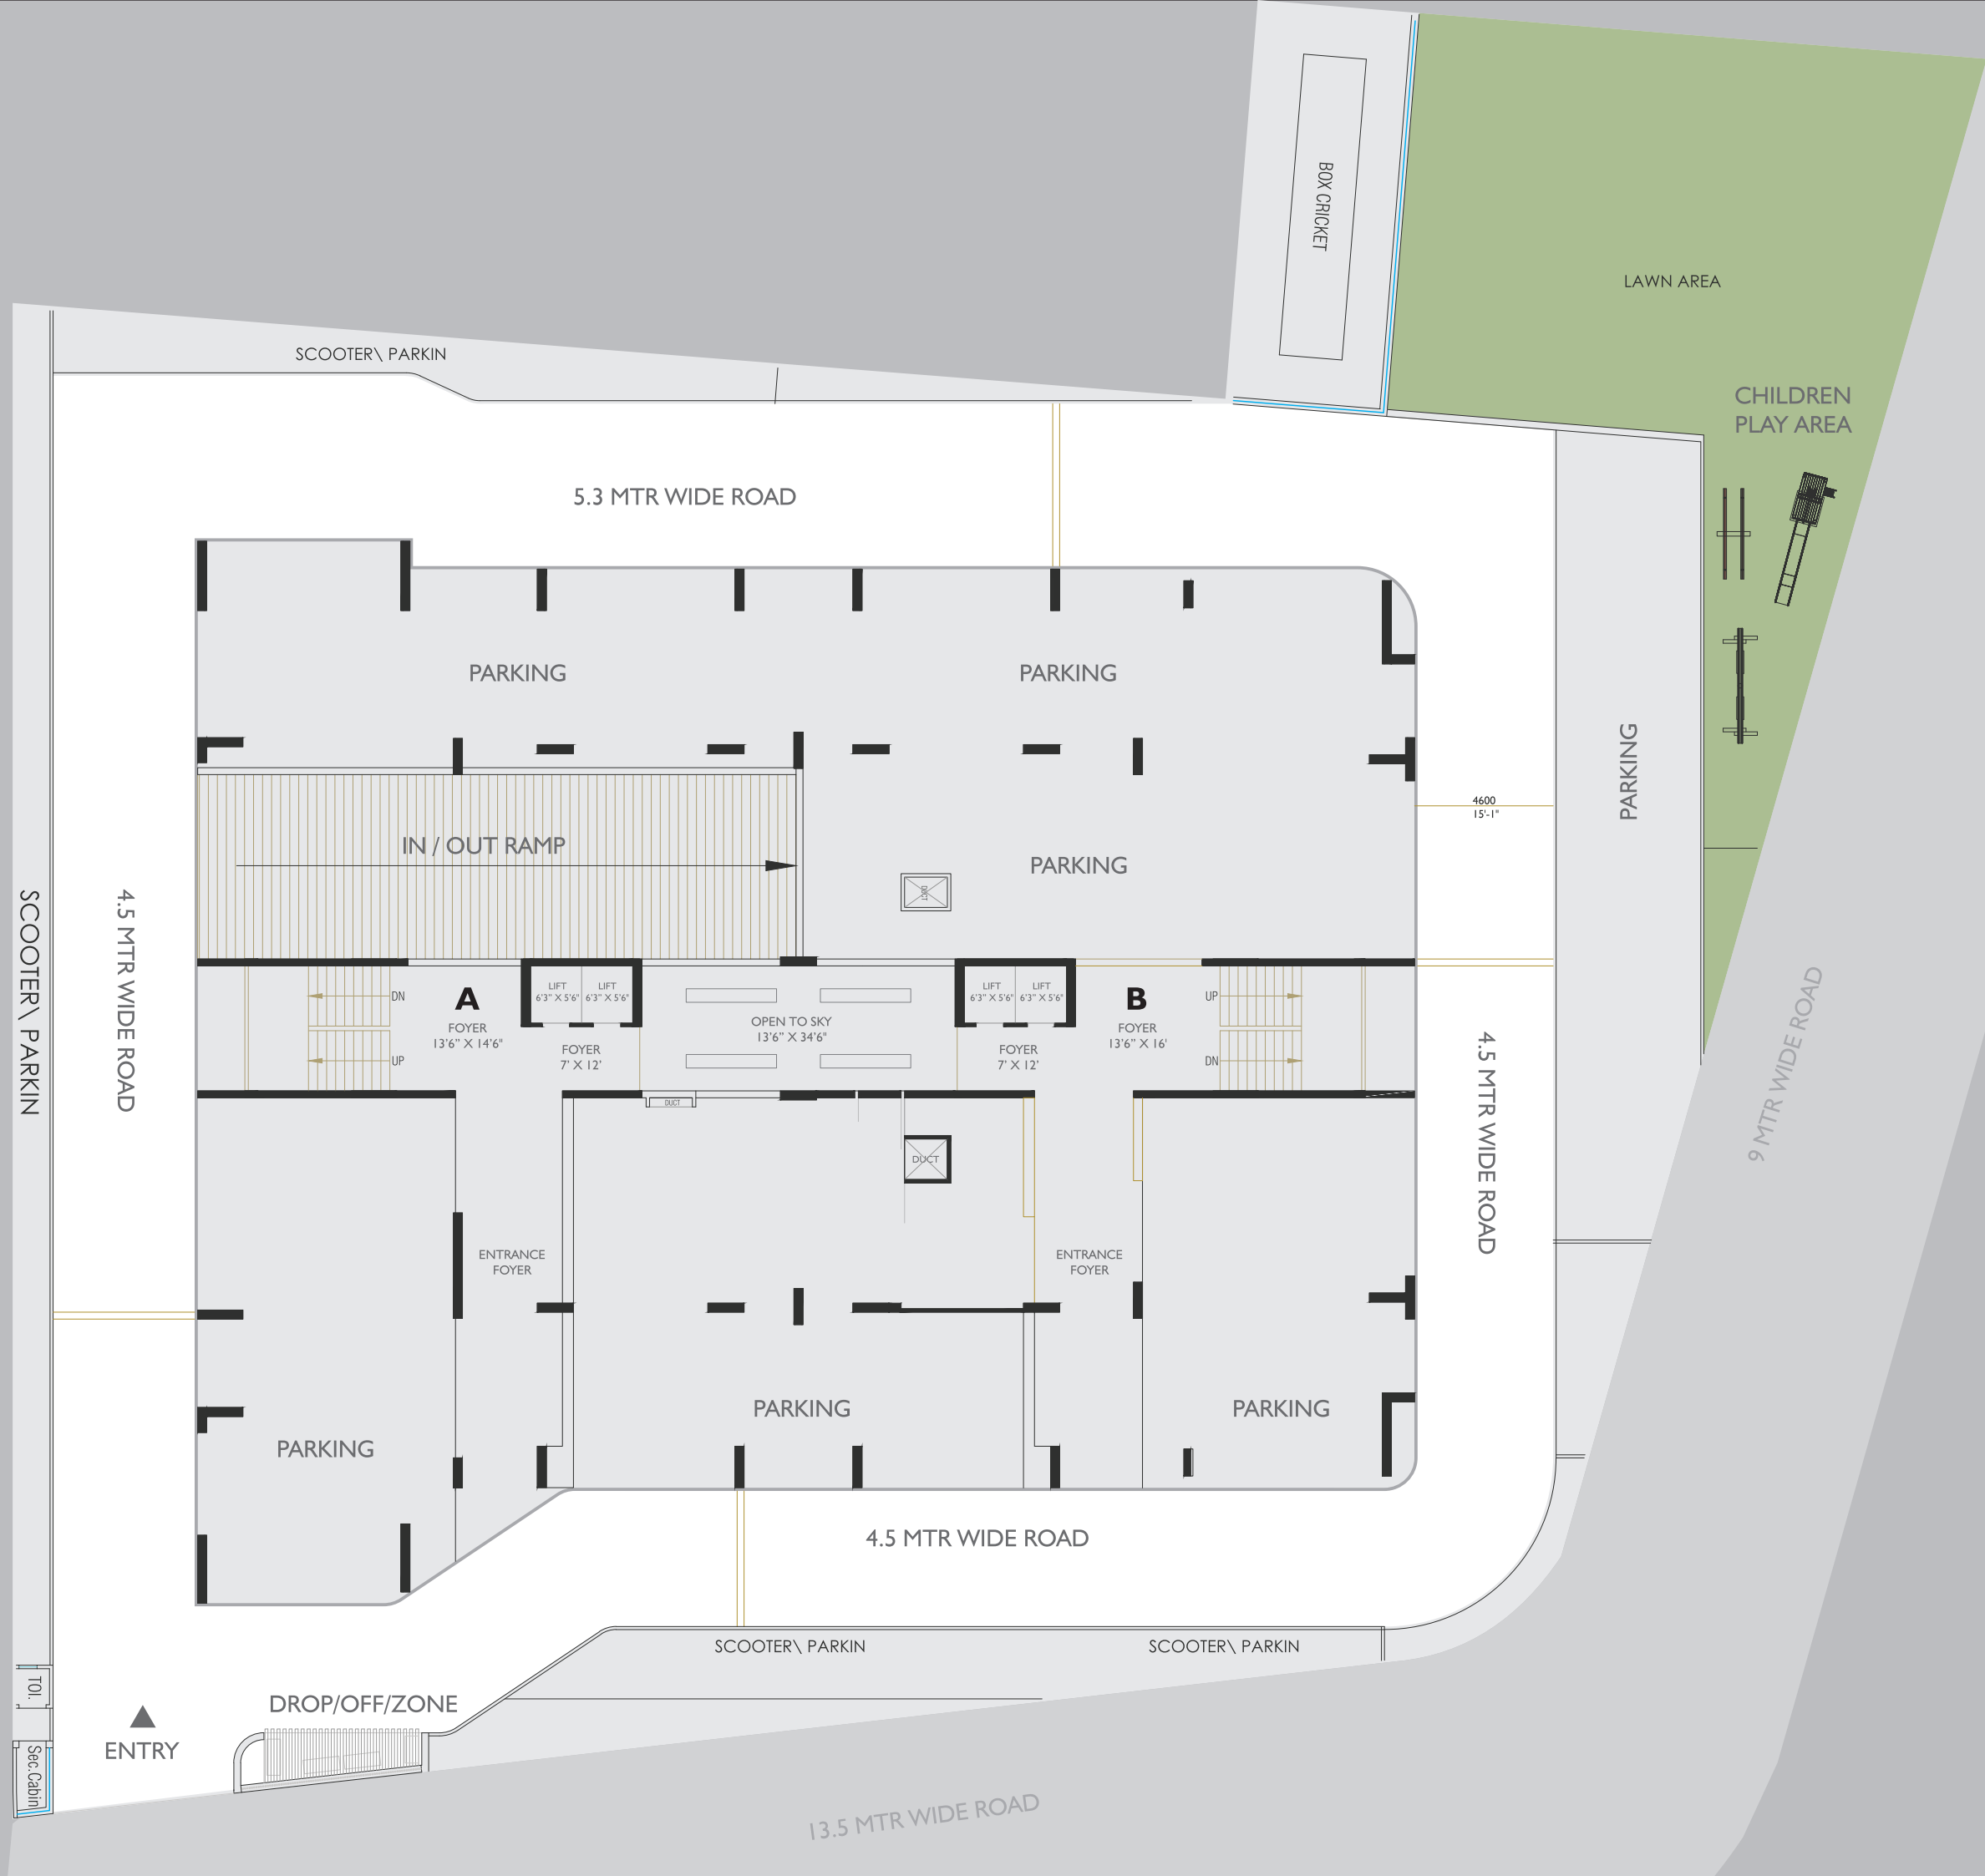 BOX CRICKET
LAWN AREA
SCOOTER\ PARKIN
CHILDREN
PLAY AREA
5.3 MTR WIDE ROAD
PARKING
PARKING
PARKING
4600
15'-1"
IN / OUT RAMP
PARKING
DUCT
SCOOTER\ PARKIN
4.5 MTR WIDE ROAD
DN
UP
A
FOYER
13'6" X 14'6"
LIFT
6'3" X 5'6"
LIFT
6'3" X 5'6"
FOYER
7' X 12'
OPEN TO SKY
13'6" X 34'6"
LIFT
6'3" X 5'6"
LIFT
6'3" X 5'6"
FOYER
7' X 12'
B
FOYER
13'6" X 16'
UP
DN
4.5 MTR WIDE ROAD
9 MTR WIDE ROAD
DUCT
DUCT
ENTRANCE
FOYER
ENTRANCE
FOYER
PARKING
PARKING
PARKING
4.5 MTR WIDE ROAD
SCOOTER\ PARKIN
SCOOTER\ PARKIN
TOI.
DROP/OFF/ZONE
ENTRY
Sec.Cabin
13.5 MTR WIDE ROAD